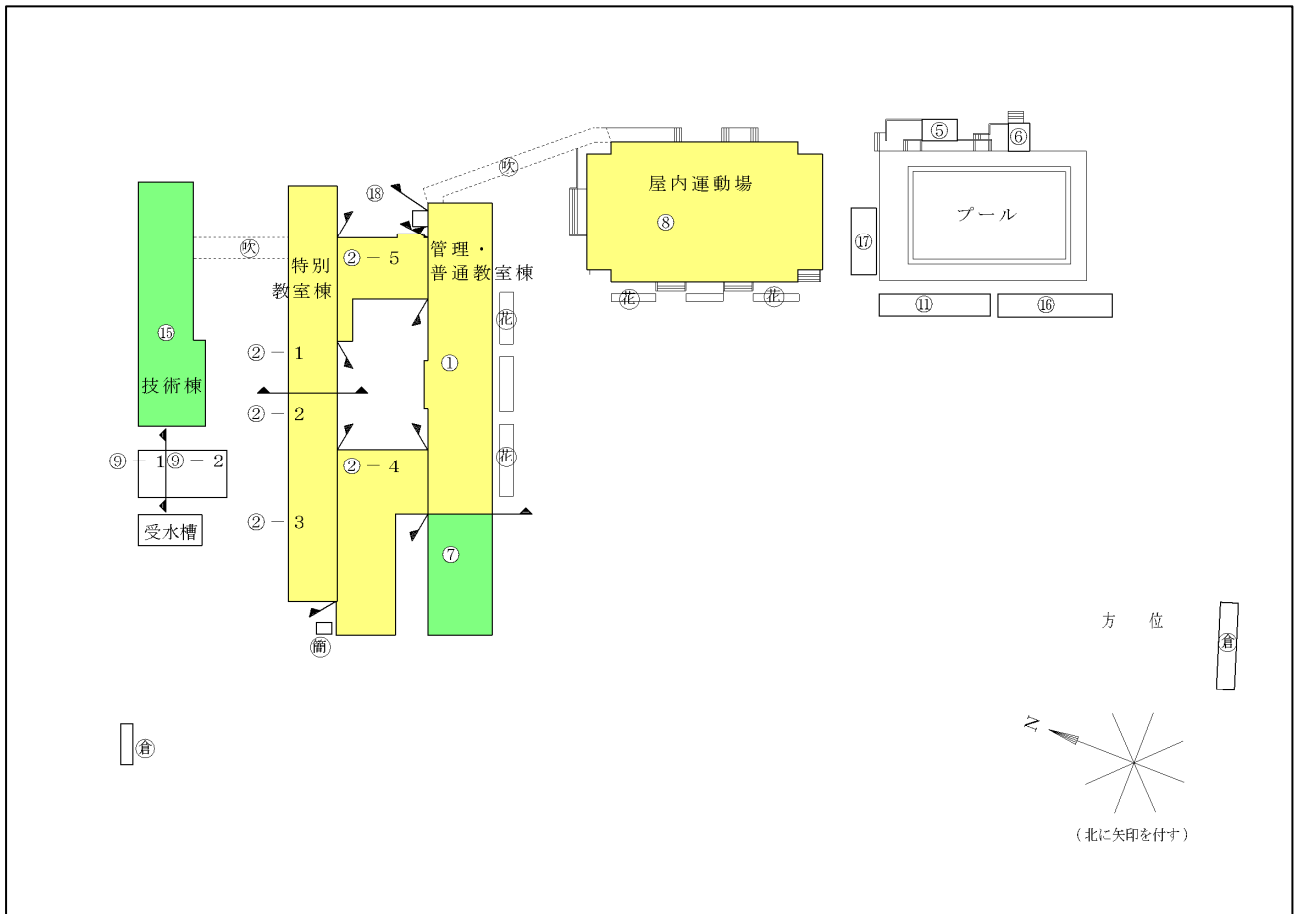 ⑤
⑥
吹
⑱
屋内運動場
⑧
プール
⑰
吹
②－5
管理・
普通教室棟
特別
教室棟
花
花
⑪
⑯
花
⑮
②－1
①
技術棟
②－2
花
⑨－1
⑨－2
②－4
②－3
受水槽
⑦
簡
方　位
倉
倉
N
(北に矢印を付す)